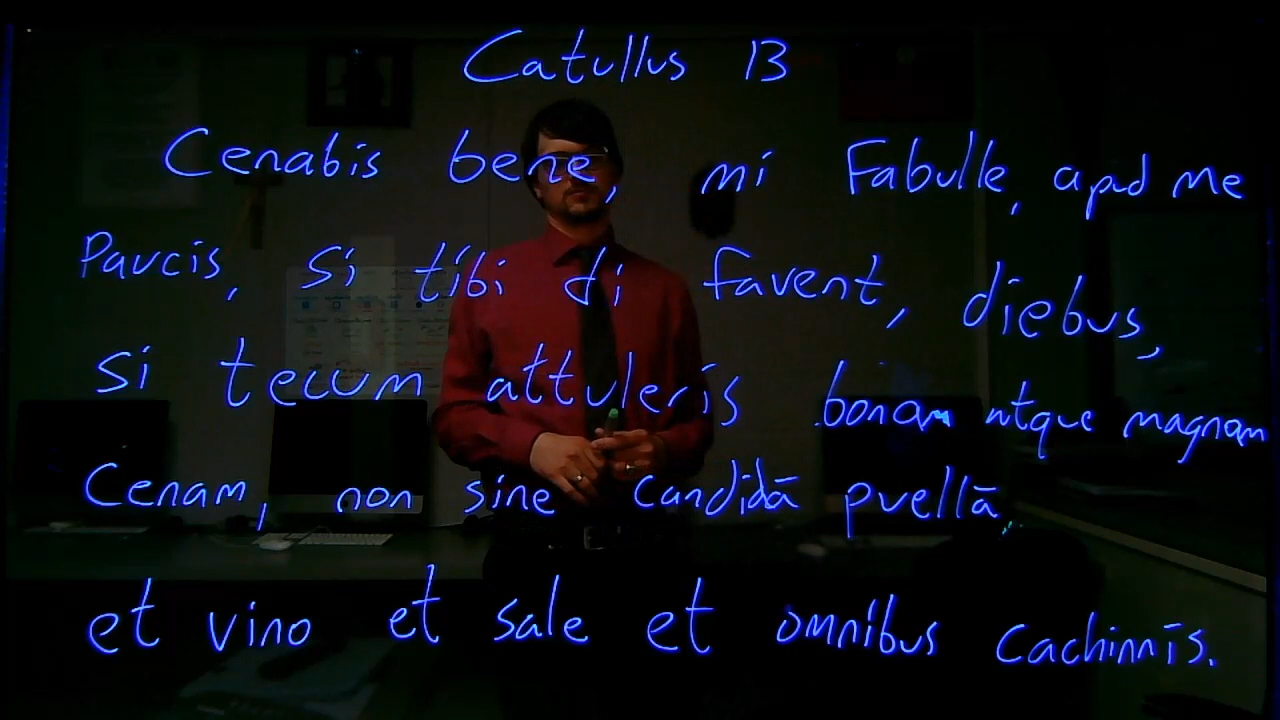 Catullus 13
Cenabis bene, mi Fabulle, apud me
Paucis, si tibi di favent, diebus,
si tecum attuleris bonam atque magnam
Cenam, non sine candidā puellā,
et vino et sale et omnibus cachinnīs.